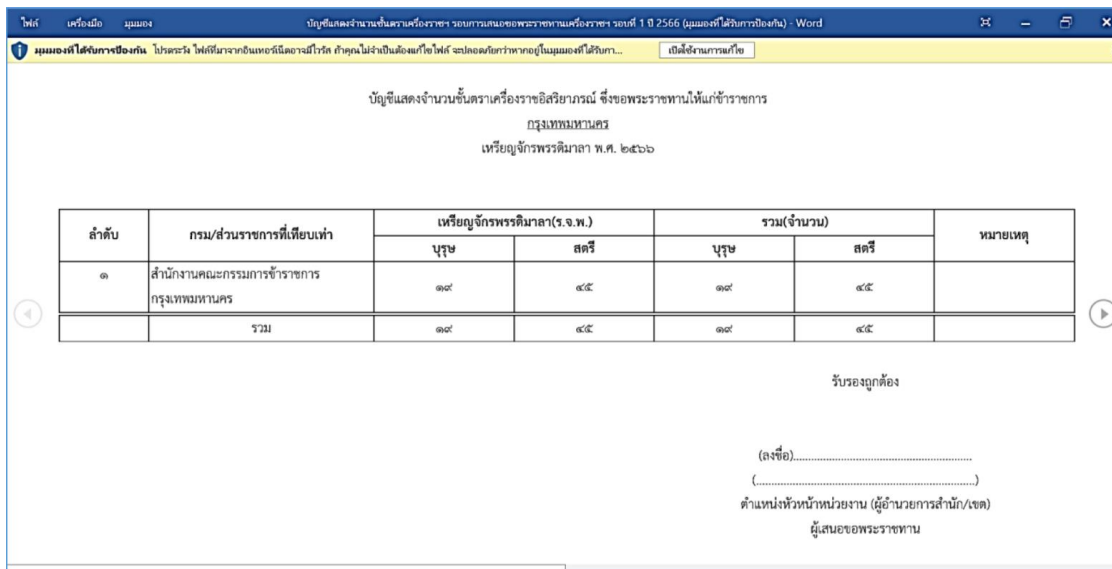 ไฟล์ เครื่องมือ มุมมอง บัญชีแสดงจำนวนชั้นตราเครื่องราชฯ รอบการเสนอขอพระราชทานเครื่องราชฯ รอบที่ 1 ปี 2566 (มุมมองที่ได้รับการป้องกัน) - Word
มุมมองที่ได้รับการป้องกัน โปรดระวัง ไฟล์ที่มาจากอินเทอร์เน็ตอาจมีไวรัส ถ้าคุณไม่จำเป็นต้องแก้ไขไฟล์ จะปลอดภัยกว่าหากอยู่ในมุมมองที่ได้รับกา... เปิดใช้งานการแก้ไข
บัญชีแสดงจำนวนชั้นตราเครื่องราชอิสริยาภรณ์ ซึ่งขอพระราชทานให้แก่ข้าราชการ
กรุงเทพมหานคร
เหรียญจักรพรรดิมาลา พ.ศ. ๒๕๖๖
ลำดับ กรม/ส่วนราชการที่เทียบเท่า เหรียญจักรพรรดิมาลา(ร.จ.พ.) รวม(จำนวน) หมายเหตุ
บุรุษ สตรี บุรุษ สตรี
๑ สำนักงานคณะกรรมการข้าราชการ
กรุงเทพมหานคร ๑๙ ๔๕ ๑๙ ๔๕
รวม ๑๙ ๔๕ ๑๙ ๔๕
รับรองถูกต้อง
(ลงชื่อ)............................................................
(..........................................................................)
ตำแหน่งหัวหน้าหน่วยงาน (ผู้อำนวยการสำนัก/เขต)
ผู้เสนอขอพระราชทาน